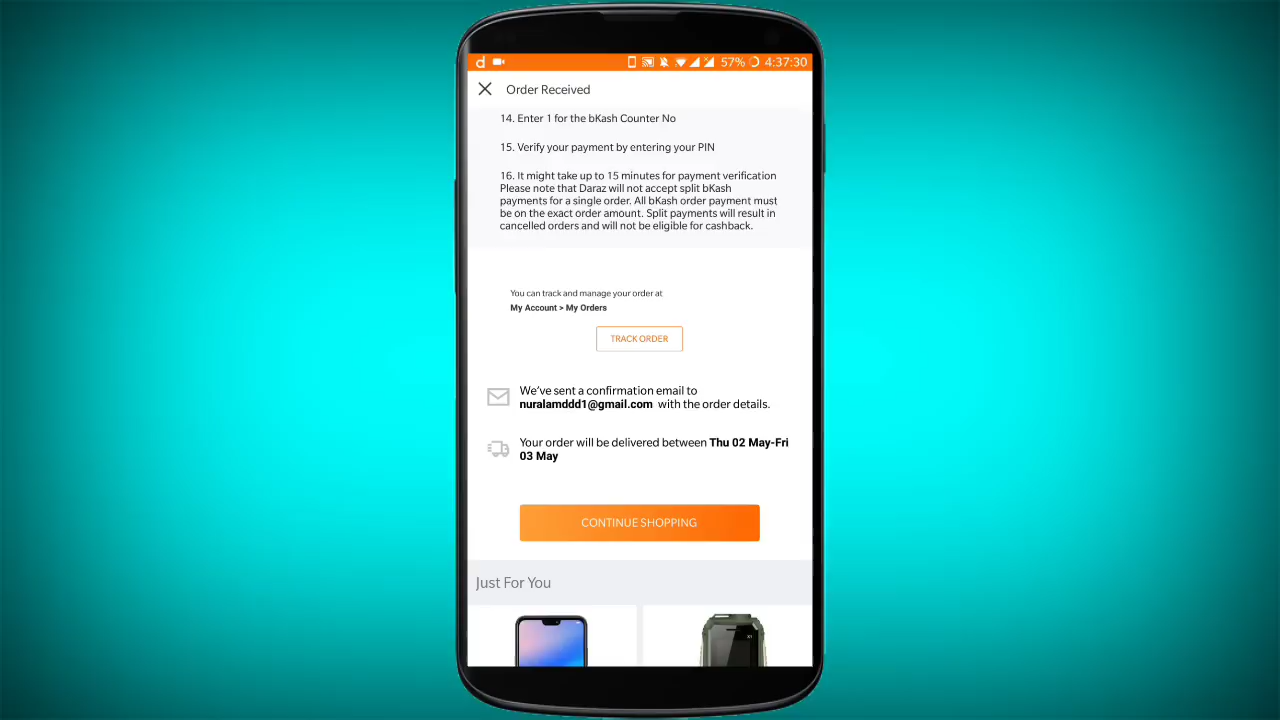 d 57% 4:37:30
Order Received
14. Enter 1 for the bKash Counter No
15. Verify your payment by entering your PIN
16. It might take up to 15 minutes for payment verification
Please note that Daraz will not accept split bKash
payments for a single order. All bKash order payment must
be on the exact order amount. Split payments will result in
cancelled orders and will not be eligible for cashback.
You can track and manage your order at
My Account > My Orders
TRACK ORDER
We've sent a confirmation email to
nuralamddd1@gmail.com with the order details.
Your order will be delivered between Thu 02 May-Fri
03 May
CONTINUE SHOPPING
Just For You
X1